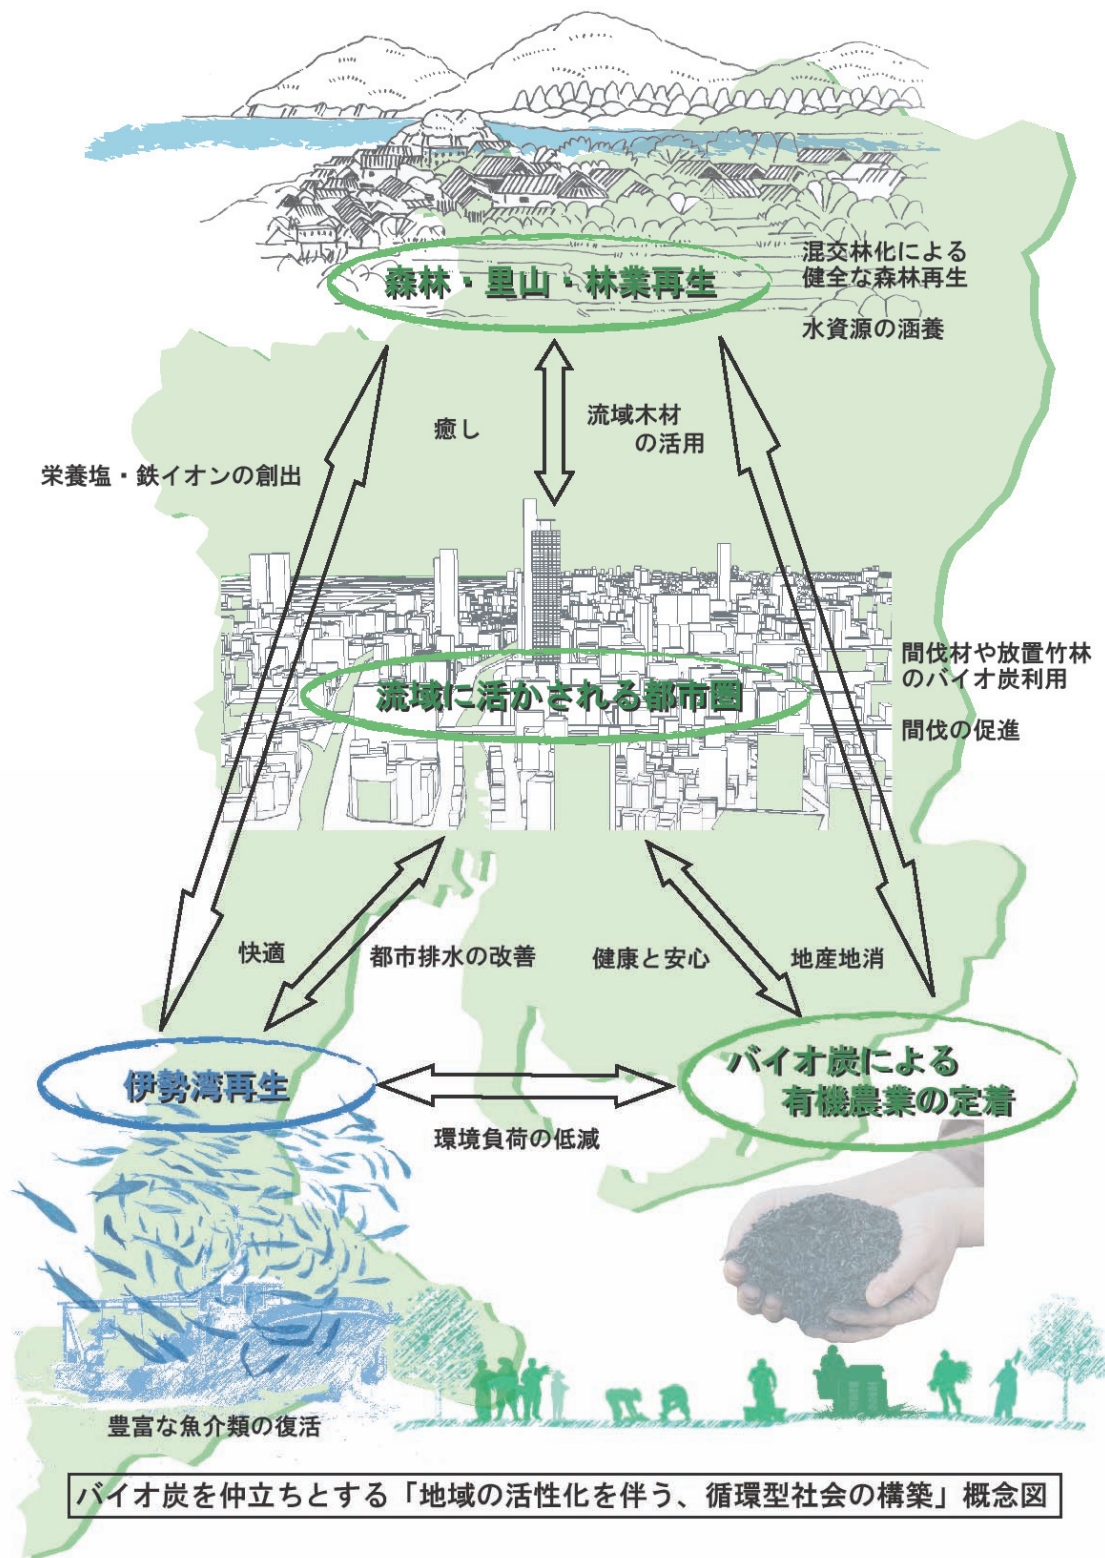 森林・里山・林業再生
混交林化による
健全な森林再生
水資源の涵養
癒し
流域木材
の活用
栄養塩・鉄イオンの創出
流域に活かされる都市圏
間伐材や放置竹林
のバイオ炭利用
間伐の促進
快適
都市排水の改善
健康と安心
地産地消
伊勢湾再生
バイオ炭による
有機農業の定着
環境負荷の低減
豊富な魚介類の復活
バイオ炭を仲立ちとする「地域の活性化を伴う、循環型社会の構築」概念図